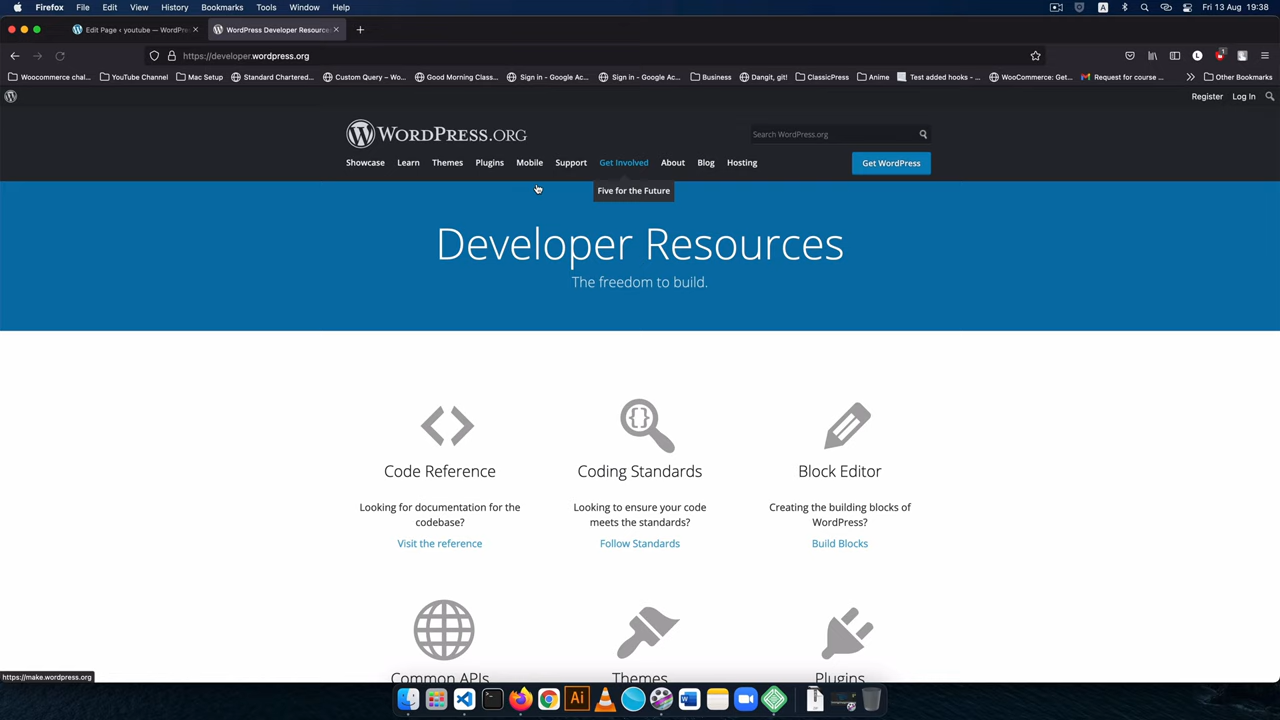 Firefox File Edit View History Bookmarks Tools Window Help A Fri 13 Aug 19:38
Edit Page ‹ youtube — WordPre
WordPress Developer Resource
https://developer.wordpress.org
Woocommerce chal... YouTube Channel Mac Setup Standard Chartered... Custom Query – Wo... Good Morning Class... Sign in - Google Ac... Sign in - Google Ac... Business Dangit, git! ClassicPress Anime Test added hooks - ... WooCommerce: Get... Request for course ... Other Bookmarks
Register Log In
WORDPRESS.ORG
Search WordPress.org
Showcase Learn Themes Plugins Mobile Support Get Involved About Blog Hosting
Get WordPress
Five for the Future
Developer Resources
The freedom to build.
Code Reference
Looking for documentation for the
codebase?
Visit the reference
Coding Standards
Looking to ensure your code
meets the standards?
Follow Standards
Block Editor
Creating the building blocks of
WordPress?
Build Blocks
Common APIs
Themes
Plugins
https://make.wordpress.org
Ai